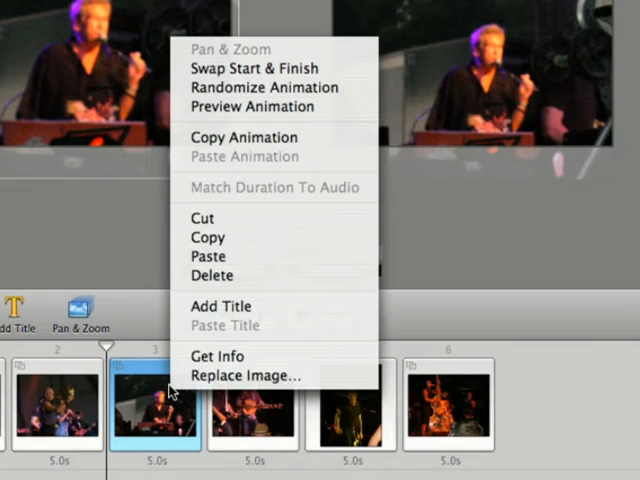 Pan & Zoom
Swap Start & Finish
Randomize Animation
Preview Animation
Copy Animation
Paste Animation
Match Duration To Audio
Cut
Copy
Paste
Delete
Add Title
Paste Title
Get Info
Replace Image...
T
dd Title
Pan & Zoom
2
3
6
5.0s
5.0s
5.0s
5.0s
5.0s